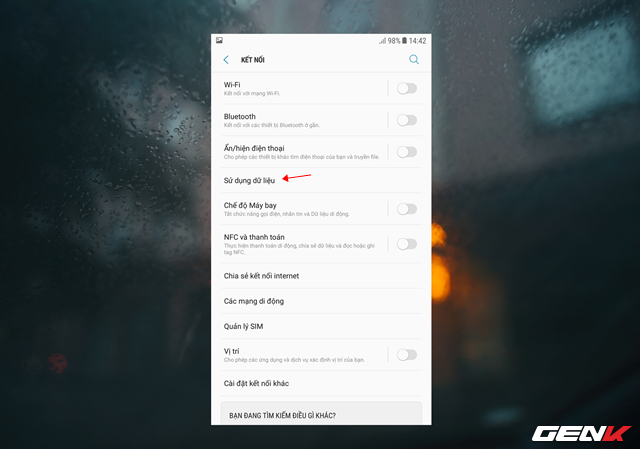 98% 14:42
KẾT NỐI
Wi-Fi
Kết nối với mạng Wi-Fi.
Bluetooth
Kết nối với các thiết bị Bluetooth ở gần.
Ẩn/hiện điện thoại
Cho phép các thiết bị khác tìm điện thoại của bạn và truyền file.
Sử dụng dữ liệu
Chế độ Máy bay
Tắt chức năng gọi điện, nhắn tin và Dữ liệu di động.
NFC và thanh toán
Thực hiện thanh toán di động, chia sẻ dữ liệu và đọc hoặc ghi
tag NFC.
Chia sẻ kết nối internet
Các mạng di động
Quản lý SIM
Vị trí
Cho phép các ứng dụng và dịch vụ xác định vị trí của bạn.
Cài đặt kết nối khác
BẠN ĐANG TÌM KIẾM ĐIỀU GÌ KHÁC?
GENK